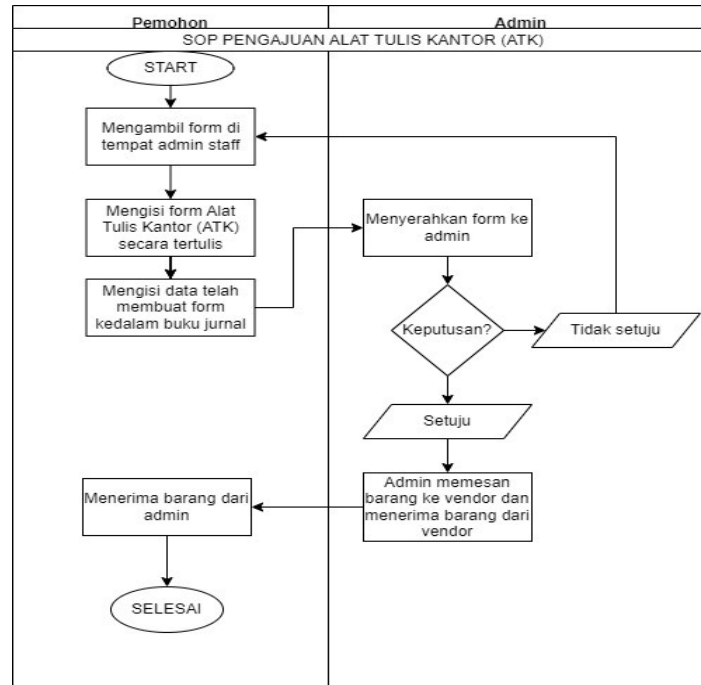 Pemohon
Admin
SOP PENGAJUAN ALAT TULIS KANTOR (ATK)
START
Mengambil form di
tempat admin staff
Mengisi form Alat
Tulis Kantor (ATK)
secara tertulis
Mengisi data telah
membuat form
kedalam buku jurnal
Menyerahkan form ke
admin
Keputusan?
Tidak setuju
Setuju
Admin memesan
barang ke vendor dan
menerima barang dari
vendor
Menerima barang dari
admin
SELESAI